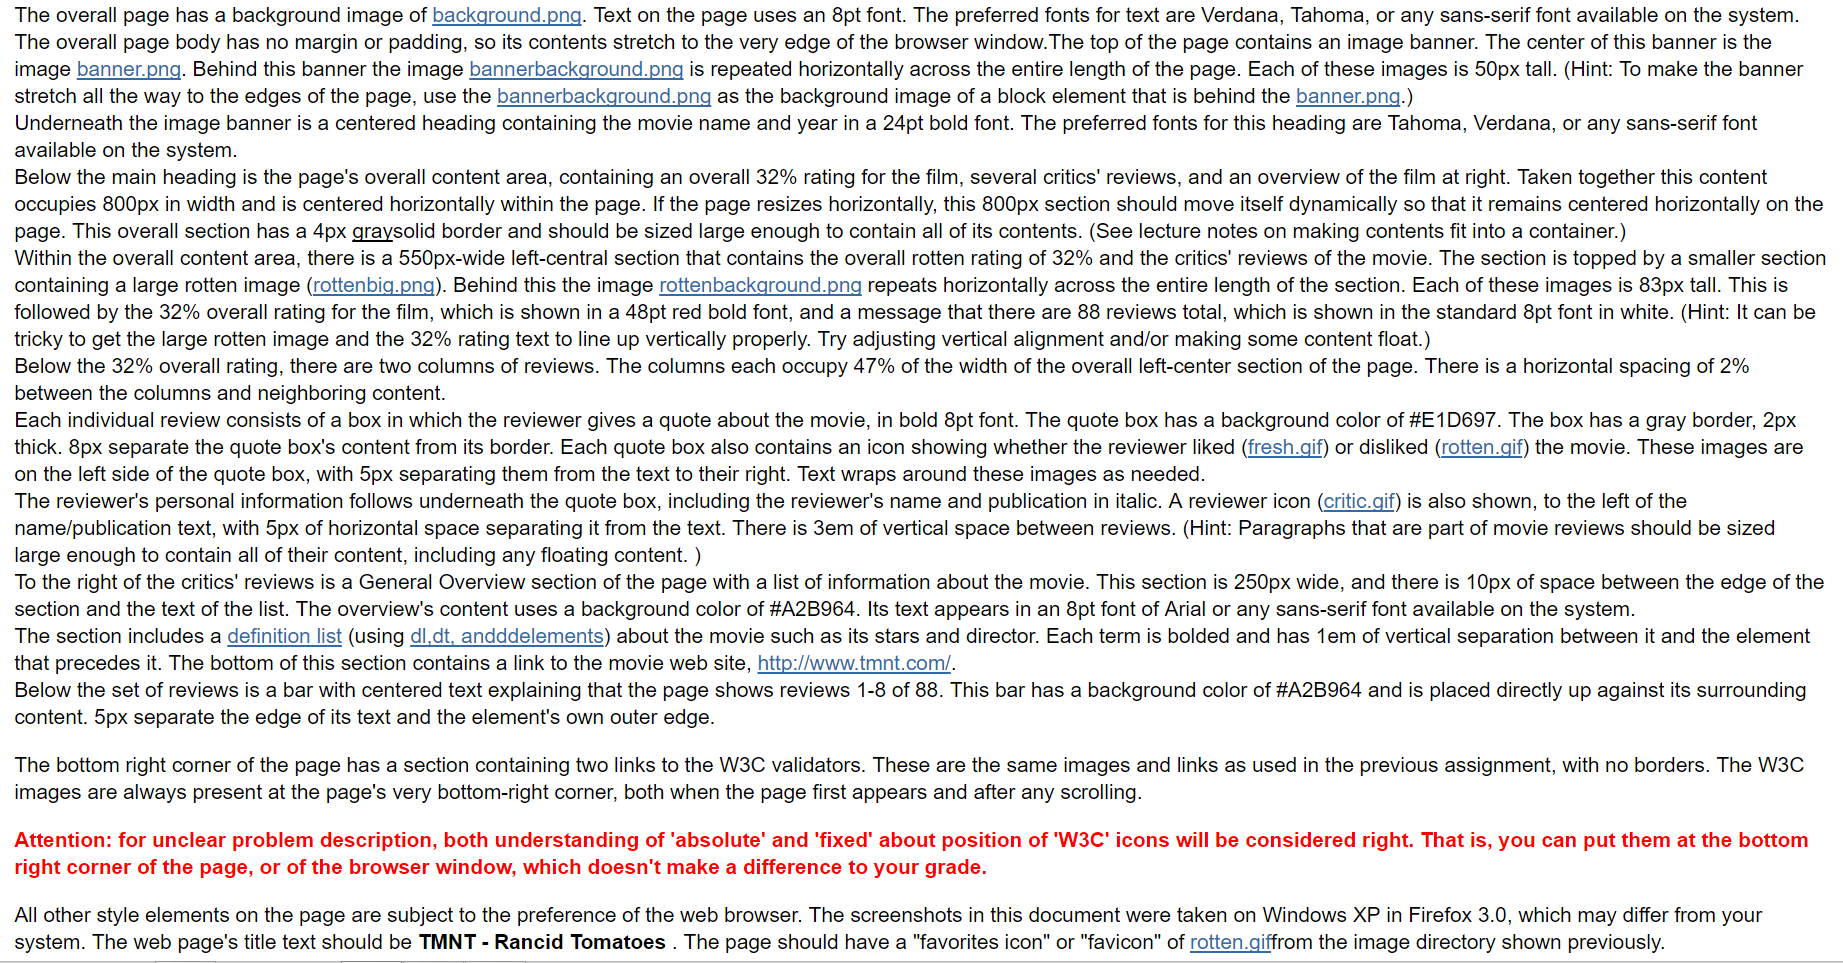 The overall page has a background image of background.png. Text on the page uses an 8pt font. The preferred fonts for text are Verdana, Tahoma, or any sans-serif font available on the system.
The overall page body has no margin or padding, so its contents stretch to the very edge of the browser window.The top of the page contains an image banner. The center of this banner is the
image banner.png. Behind this banner the image bannerbackground.png is repeated horizontally across the entire length of the page. Each of these images is 50px tall. (Hint: To make the banner
stretch all the way to the edges of the page, use the bannerbackground.png as the background image of a block element that is behind the banner.png.)
Underneath the image banner is a centered heading containing the movie name and year in a 24pt bold font. The preferred fonts for this heading are Tahoma, Verdana, or any sans-serif font
available on the system.
Below the main heading is the page's overall content area, containing an overall 32% rating for the film, several critics' reviews, and an overview of the film at right. Taken together this content
occupies 800px in width and is centered horizontally within the page. If the page resizes horizontally, this 800px section should move itself dynamically so that it remains centered horizontally on the
page. This overall section has a 4px graysolid border and should be sized large enough to contain all of its contents. (See lecture notes on making contents fit into a container.)
Within the overall content area, there is a 550px-wide left-central section that contains the overall rotten rating of 32% and the critics' reviews of the movie. The section is topped by a smaller section
containing a large rotten image (rottenbig.png). Behind this the image rottenbackground.png repeats horizontally across the entire length of the section. Each of these images is 83px tall. This is
followed by the 32% overall rating for the film, which is shown in a 48pt red bold font, and a message that there are 88 reviews total, which is shown in the standard 8pt font in white. (Hint: It can be
tricky to get the large rotten image and the 32% rating text to line up vertically properly. Try adjusting vertical alignment and/or making some content float.)
Below the 32% overall rating, there are two columns of reviews. The columns each occupy 47% of the width of the overall left-center section of the page. There is a horizontal spacing of 2%
between the columns and neighboring content.
Each individual review consists of a box in which the reviewer gives a quote about the movie, in bold 8pt font. The quote box has a background color of #E1D697. The box has a gray border, 2px
thick. 8px separate the quote box's content from its border. Each quote box also contains an icon showing whether the reviewer liked (fresh.gif) or disliked (rotten.gif) the movie. These images are
on the left side of the quote box, with 5px separating them from the text to their right. Text wraps around these images as needed.
The reviewer's personal information follows underneath the quote box, including the reviewer's name and publication in italic. A reviewer icon (critic.gif) is also shown, to the left of the
name/publication text, with 5px of horizontal space separating it from the text. There is 3em of vertical space between reviews. (Hint: Paragraphs that are part of movie reviews should be sized
large enough to contain all of their content, including any floating content. )
To the right of the critics' reviews is a General Overview section of the page with a list of information about the movie. This section is 250px wide, and there is 10px of space between the edge of the
section and the text of the list. The overview's content uses a background color of #A2B964. Its text appears in an 8pt font of Arial or any sans-serif font available on the system.
The section includes a definition list (using dl,dt, andddelements) about the movie such as its stars and director. Each term is bolded and has 1em of vertical separation between it and the element
that precedes it. The bottom of this section contains a link to the movie web site, http://www.tmnt.com/.
Below the set of reviews is a bar with centered text explaining that the page shows reviews 1-8 of 88. This bar has a background color of #A2B964 and is placed directly up against its surrounding
content. 5px separate the edge of its text and the element's own outer edge.
The bottom right corner of the page has a section containing two links to the W3C validators. These are the same images and links as used in the previous assignment, with no borders. The W3C
images are always present at the page's very bottom-right corner, both when the page first appears and after any scrolling.
Attention: for unclear problem description, both understanding of 'absolute' and 'fixed' about position of 'W3C' icons will be considered right. That is, you can put them at the bottom
right corner of the page, or of the browser window, which doesn't make a difference to your grade.
All other style elements on the page are subject to the preference of the web browser. The screenshots in this document were taken on Windows XP in Firefox 3.0, which may differ from your
system. The web page's title text should be TMNT - Rancid Tomatoes . The page should have a "favorites icon" or "favicon" of rotten.giffrom the image directory shown previously.